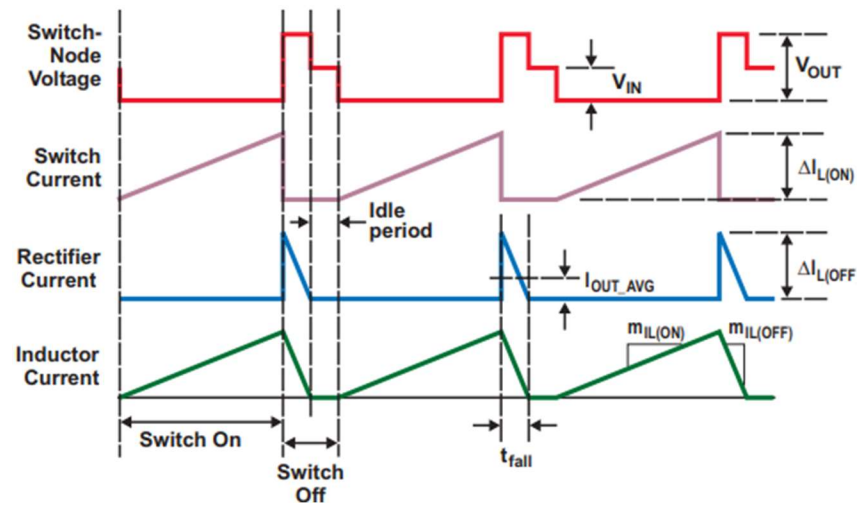 Switch-
Node
Voltage
V_IN
V_OUT
Switch
Current
ΔI_L(ON)
Idle
period
Rectifier
Current
I_OUT_AVG
ΔI_L(OFF
Inductor
Current
m_IL(ON)
m_IL(OFF)
Switch On
Switch
Off
t_fall